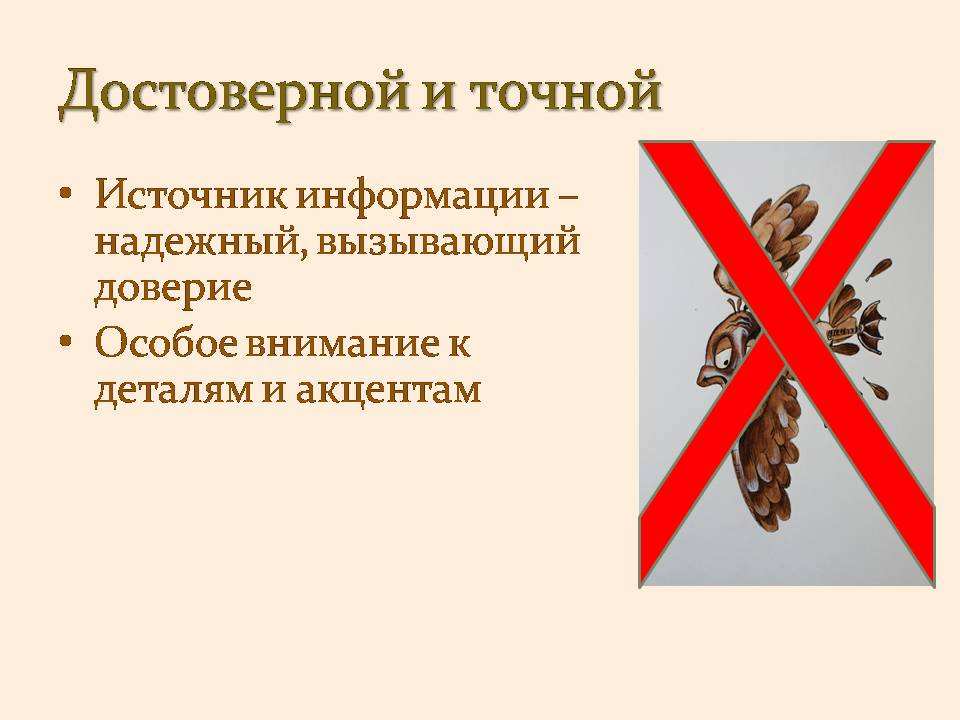 Достоверной и точной
• Источник информации –
надежный, вызывающий
доверие
• Особое внимание к
деталям и акцентам